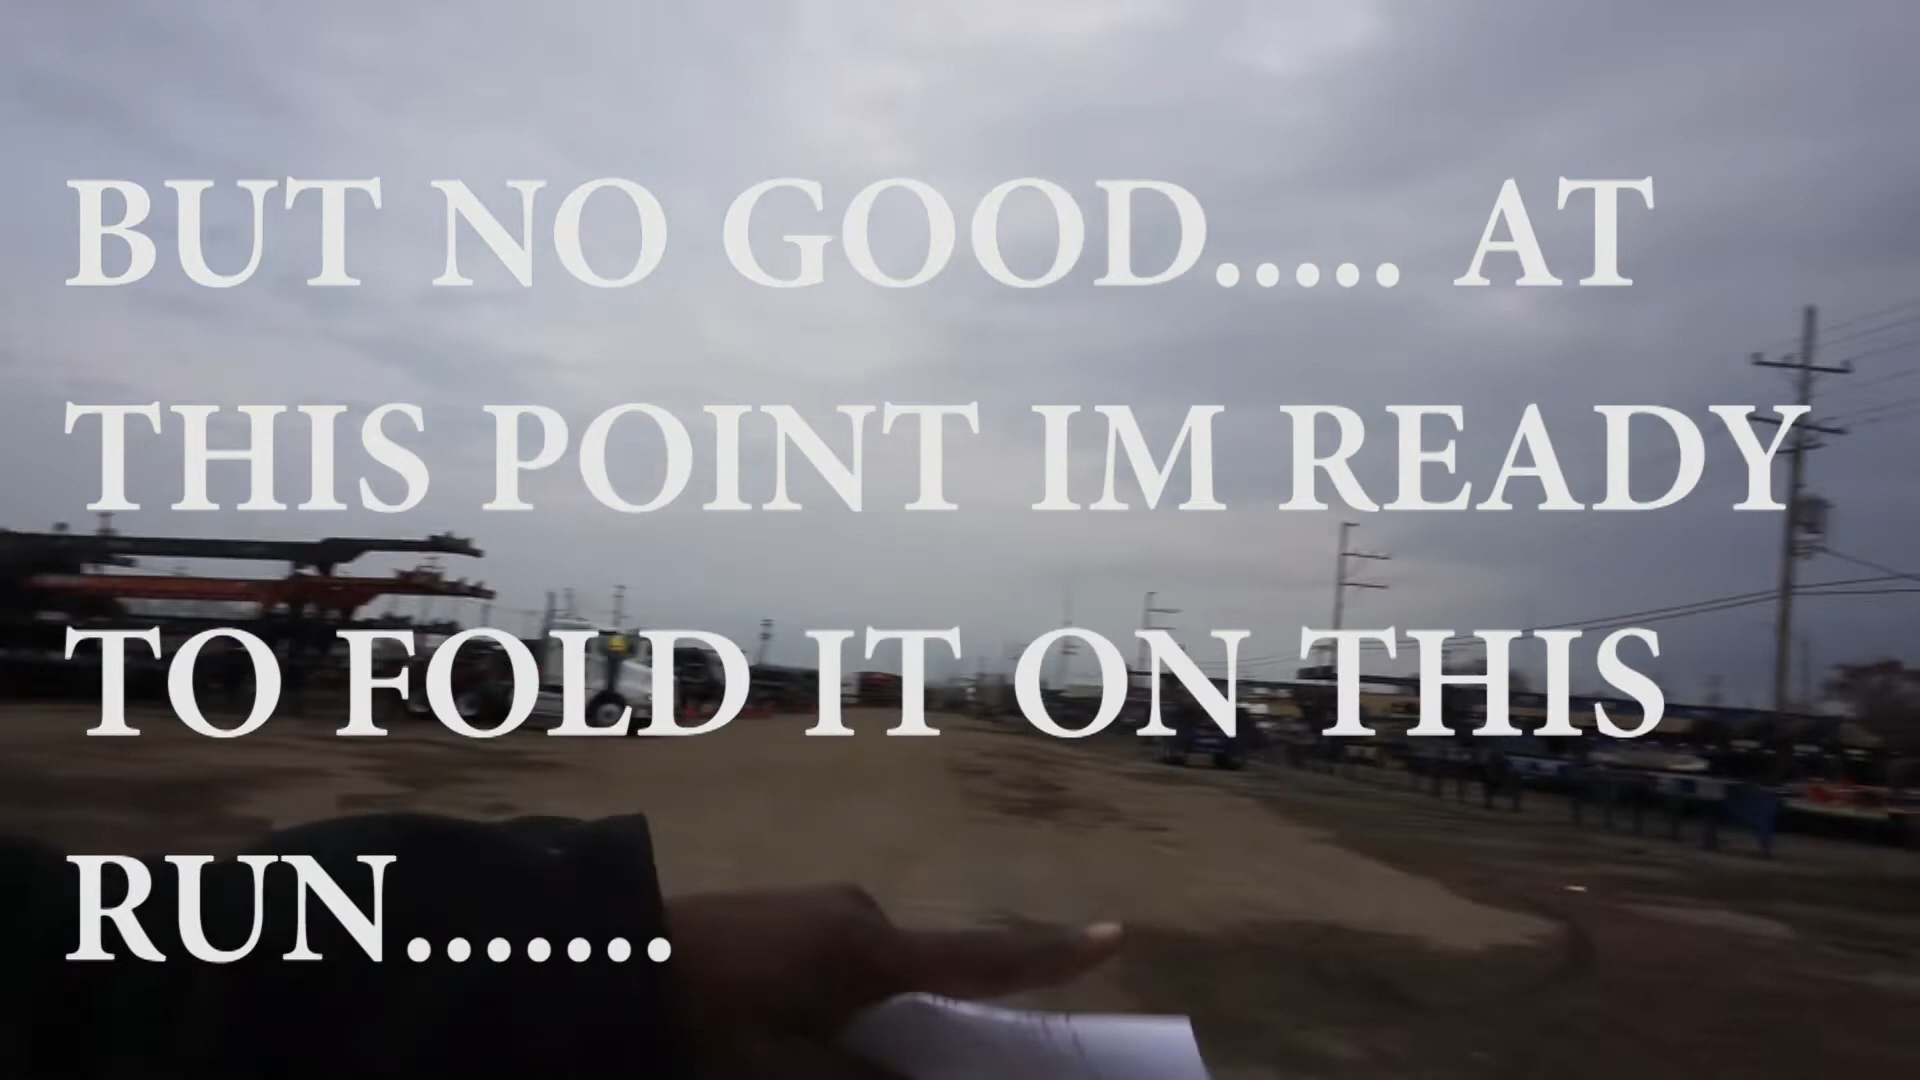 BUT NO GOOD..... AT
THIS POINT IM READY
TO FOLD IT ON THIS
RUN.......